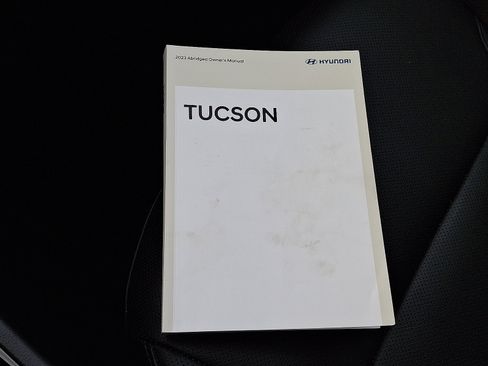 2023 Abridged Owner's Manual
HYUNDAI
TUCSON